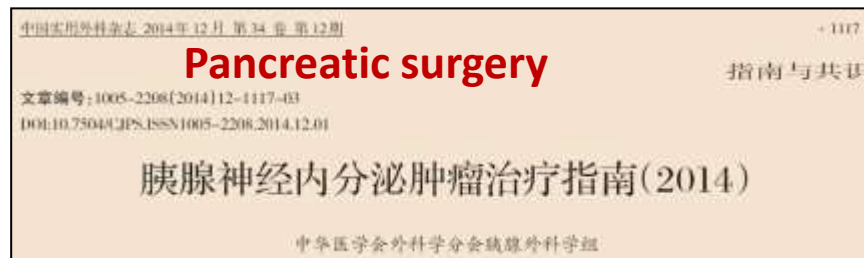 中国实用外科杂志 2014年12月 第34卷 第12期
· 1117
Pancreatic surgery
指南与共识
文章编号:1005-2208(2014)12-1117-03
DOI:10.7504/CJPS.ISSN1005-2208.2014.12.01
胰腺神经内分泌肿瘤治疗指南(2014)
中华医学会外科学分会胰腺外科学组